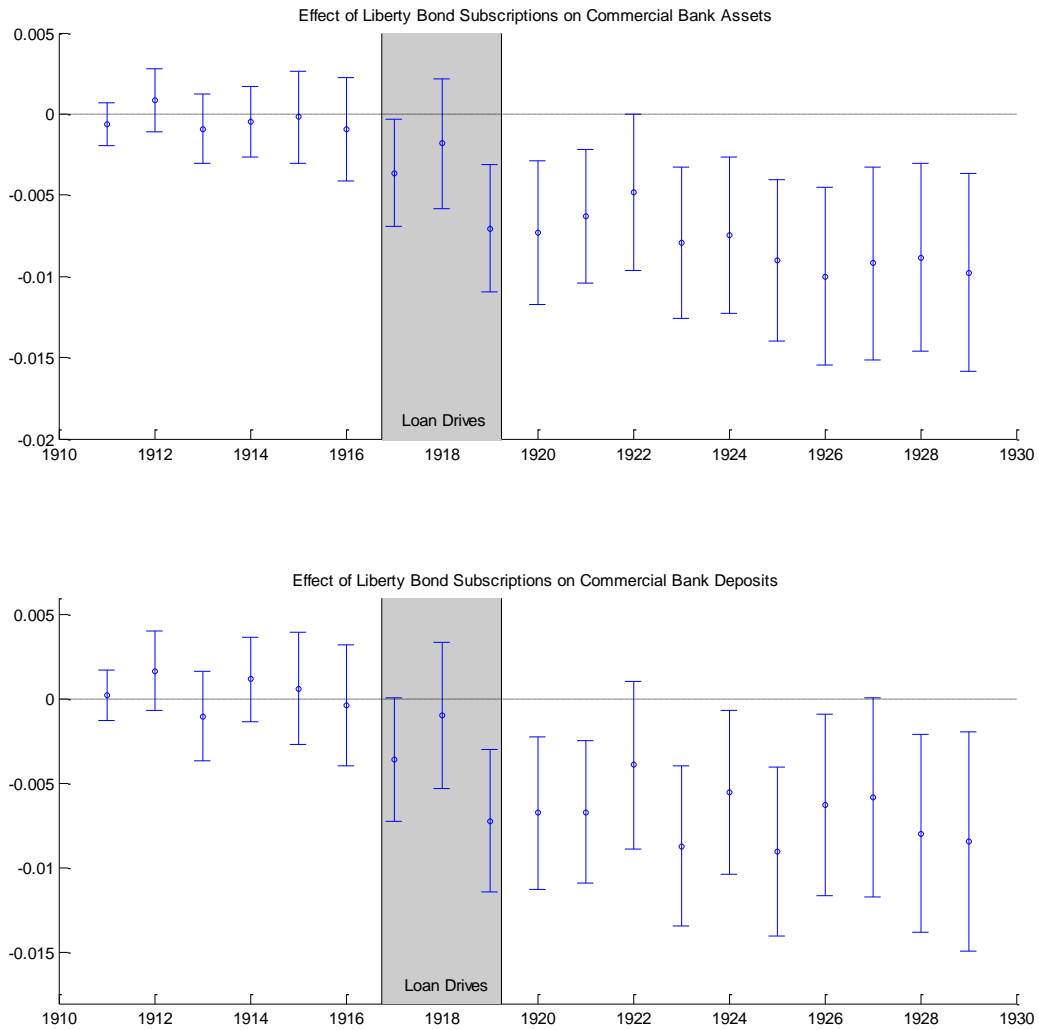 Effect of Liberty Bond Subscriptions on Commercial Bank Assets
0.005
0
-0.005
-0.01
-0.015
-0.02
Loan Drives
1910 1912 1914 1916 1918 1920 1922 1924 1926 1928 1930
Effect of Liberty Bond Subscriptions on Commercial Bank Deposits
0.005
0
-0.005
-0.01
-0.015
Loan Drives
1910 1912 1914 1916 1918 1920 1922 1924 1926 1928 1930